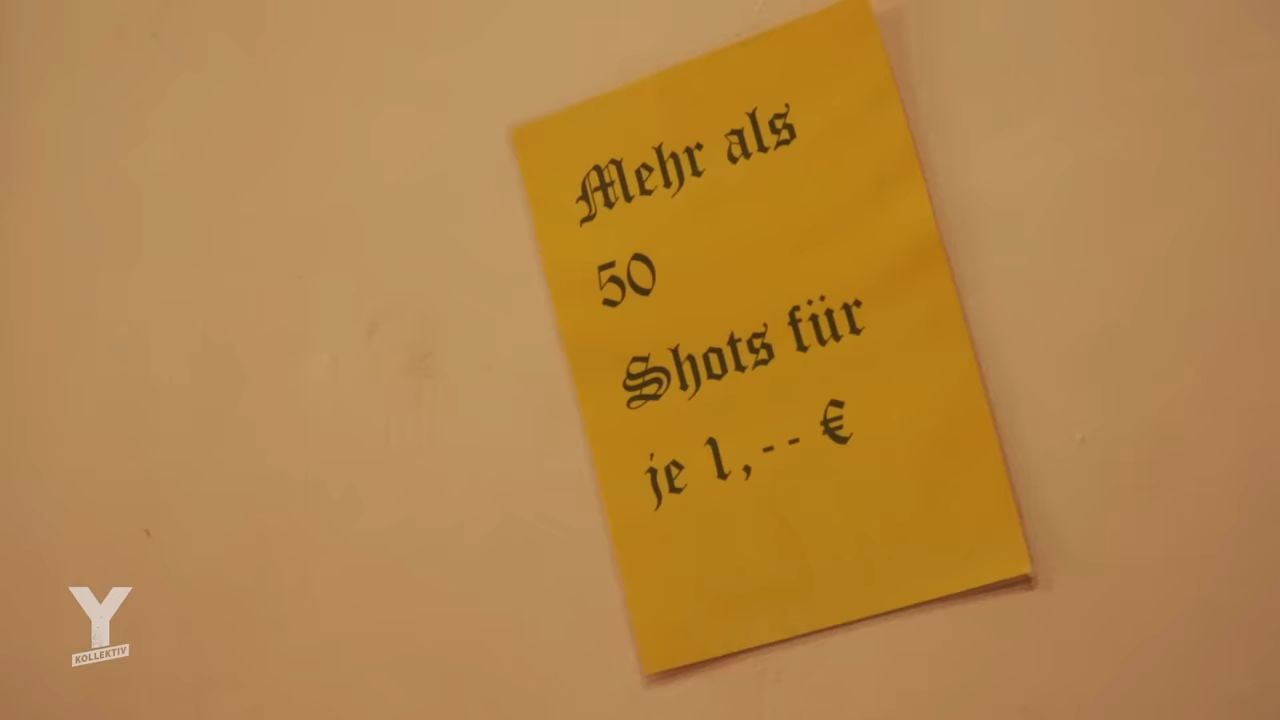 Mehr als
50
Shots für
je 1,-- €
Y
KOLLEKTIV